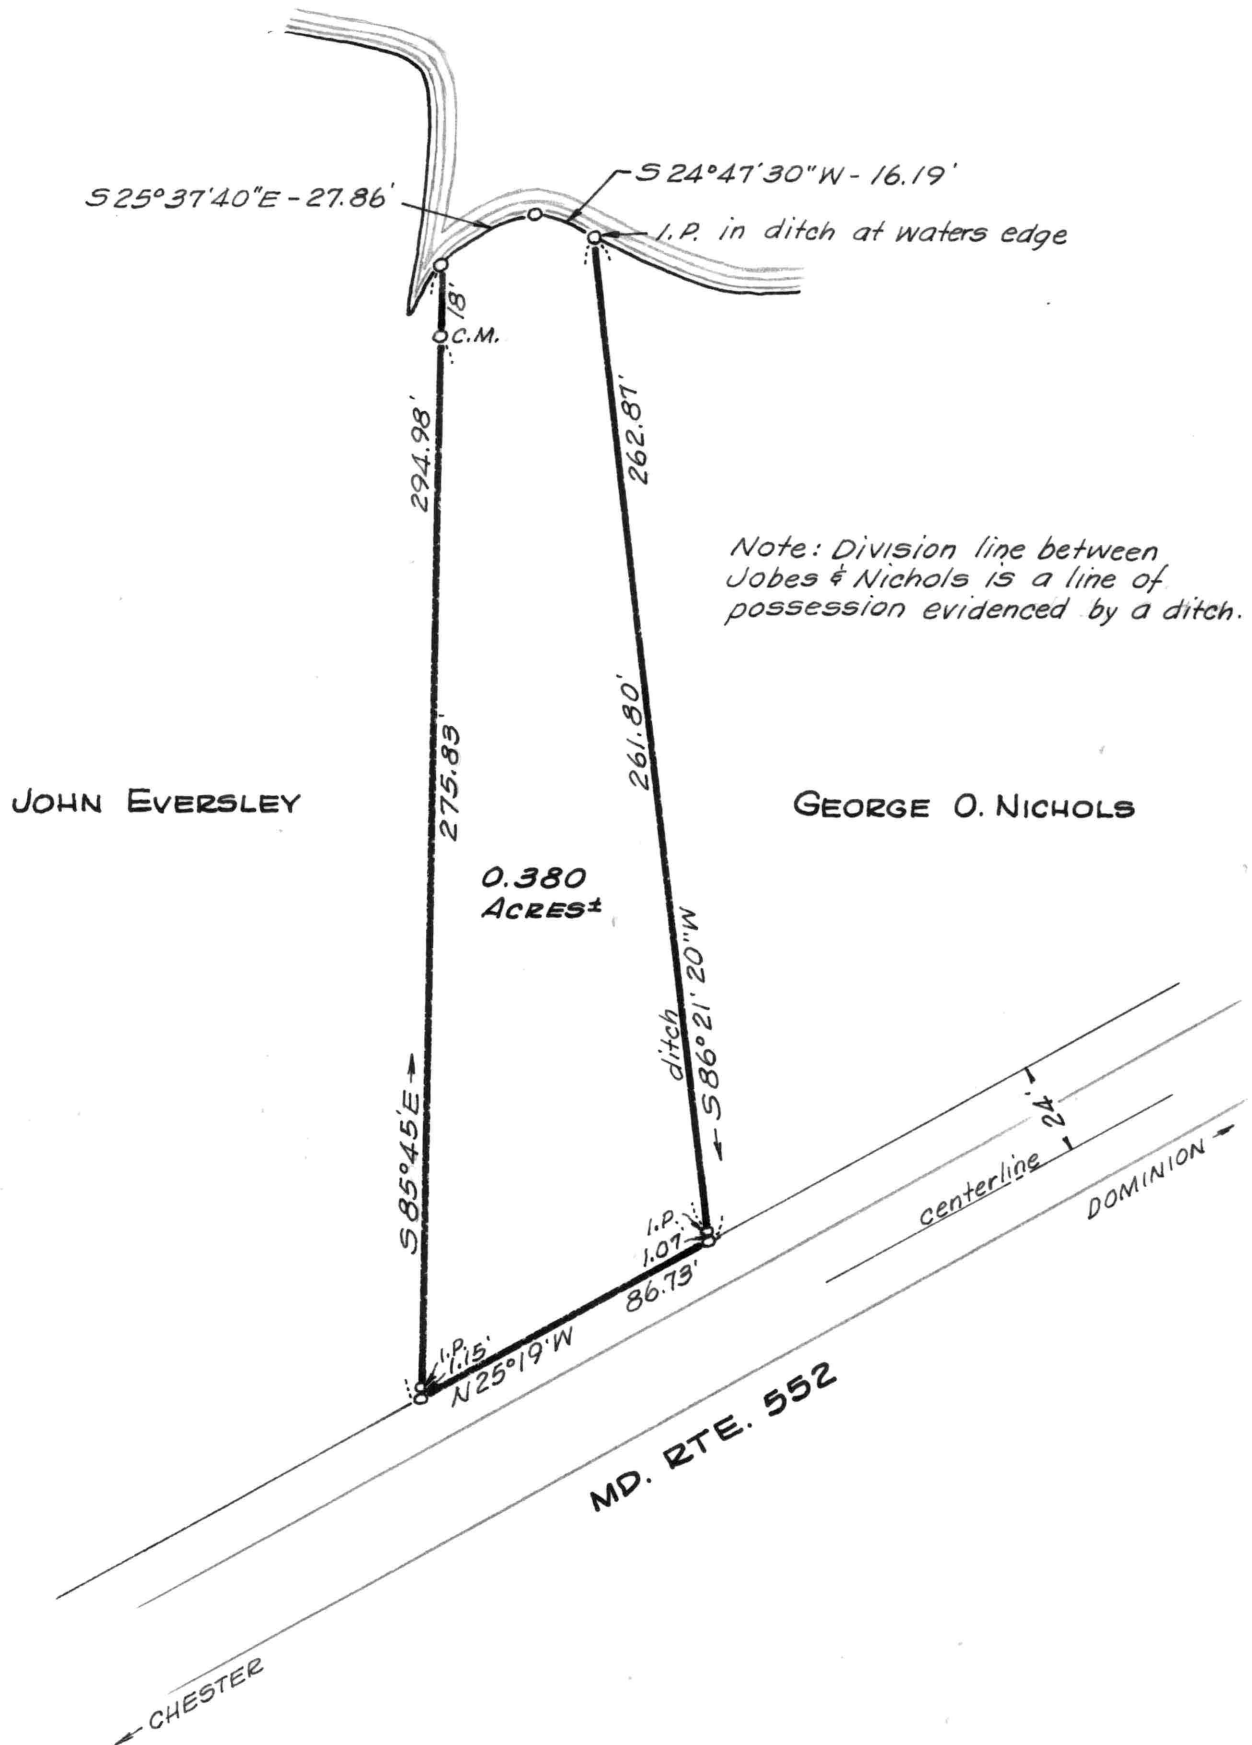 S 24°47'30"W - 16.19'
S 25°37'40"E - 27.86'
I.P. in ditch at waters edge
18'
C.M.
294.98'
262.87'
Note: Division line between
Jobes & Nichols is a line of
possession evidenced by a ditch.
261.80'
275.83'
JOHN EVERSLEY
GEORGE O. NICHOLS
0.380
ACRES±
ditch
← S 86° 21' 20" W
S 85° 45' E →
24'
centerline
DOMINION →
I.P.
1.07'
86.73'
I.P.
1.15'
N 25° 19' W
MD. RTE. 552
← CHESTER